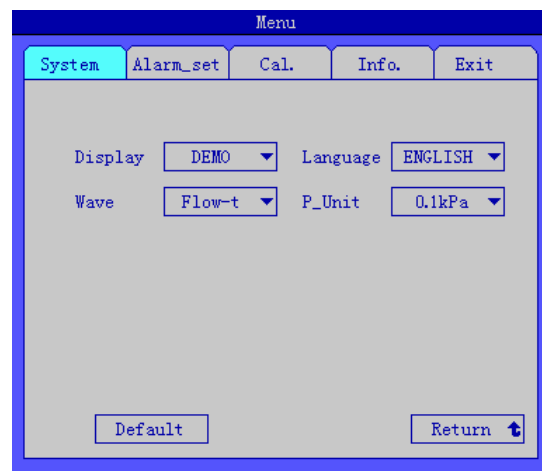 Menu
System Alarm_set Cal. Info. Exit
Display DEMO Language ENGLISH
Wave Flow-t P_Unit 0.1kPa
Default Return